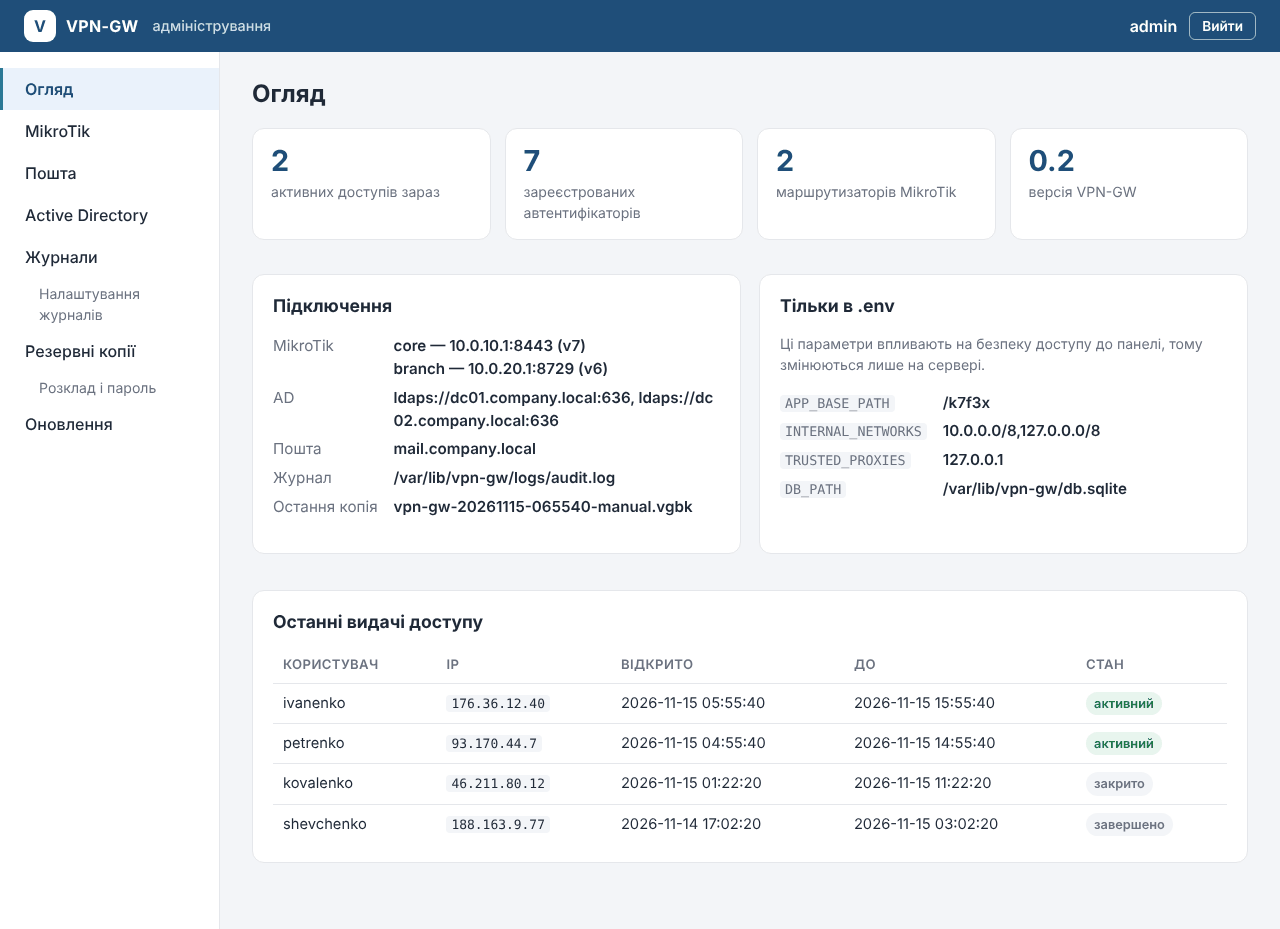 V VPN-GW адміністрування admin Вийти
Огляд
MikroTik
Пошта
Active Directory
Журнали
Налаштування
журналів
Резервні копії
Розклад і пароль
Оновлення
Огляд
2
активних доступів зараз
7
зареєстрованих
автентифікаторів
2
маршрутизаторів MikroTik
0.2
версія VPN-GW
Підключення
MikroTik core — 10.0.10.1:8443 (v7)
branch — 10.0.20.1:8729 (v6)
AD ldaps://dc01.company.local:636, ldaps://dc
02.company.local:636
Пошта mail.company.local
Журнал /var/lib/vpn-gw/logs/audit.log
Остання копія vpn-gw-20261115-065540-manual.vgbk
Тільки в .env
Ці параметри впливають на безпеку доступу до панелі, тому
змінюються лише на сервері.
APP_BASE_PATH /k7f3x
INTERNAL_NETWORKS 10.0.0.0/8,127.0.0.0/8
TRUSTED_PROXIES 127.0.0.1
DB_PATH /var/lib/vpn-gw/db.sqlite
Останні видачі доступу
КОРИСТУВАЧ IP ВІДКРИТО ДО СТАН
ivanenko 176.36.12.40 2026-11-15 05:55:40 2026-11-15 15:55:40 активний
petrenko 93.170.44.7 2026-11-15 04:55:40 2026-11-15 14:55:40 активний
kovalenko 46.211.80.12 2026-11-15 01:22:20 2026-11-15 11:22:20 закрито
shevchenko 188.163.9.77 2026-11-14 17:02:20 2026-11-15 03:02:20 завершено